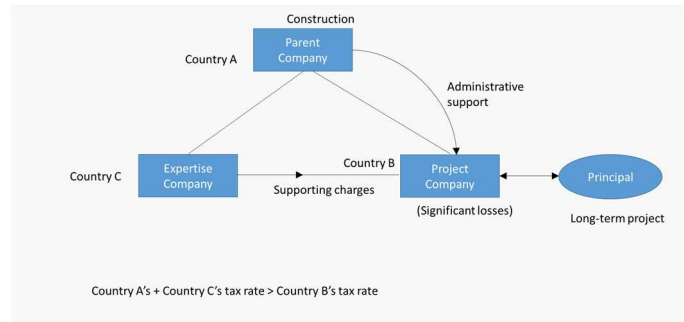 Construction
Parent
Company
Country A
Administrative
support
Country B
Country C
Expertise
Company
Supporting charges
Project
Company
Principal
(Significant losses)
Long-term project
Country A's + Country C's tax rate > Country B's tax rate